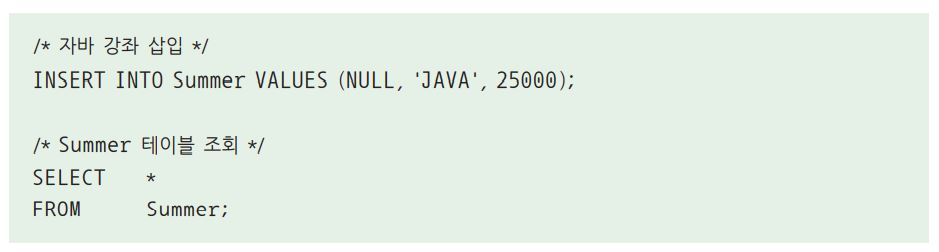 /* 자바 강좌 삽입 */
INSERT INTO Summer VALUES (NULL, 'JAVA', 25000);
/* Summer 테이블 조회 */
SELECT *
FROM Summer;